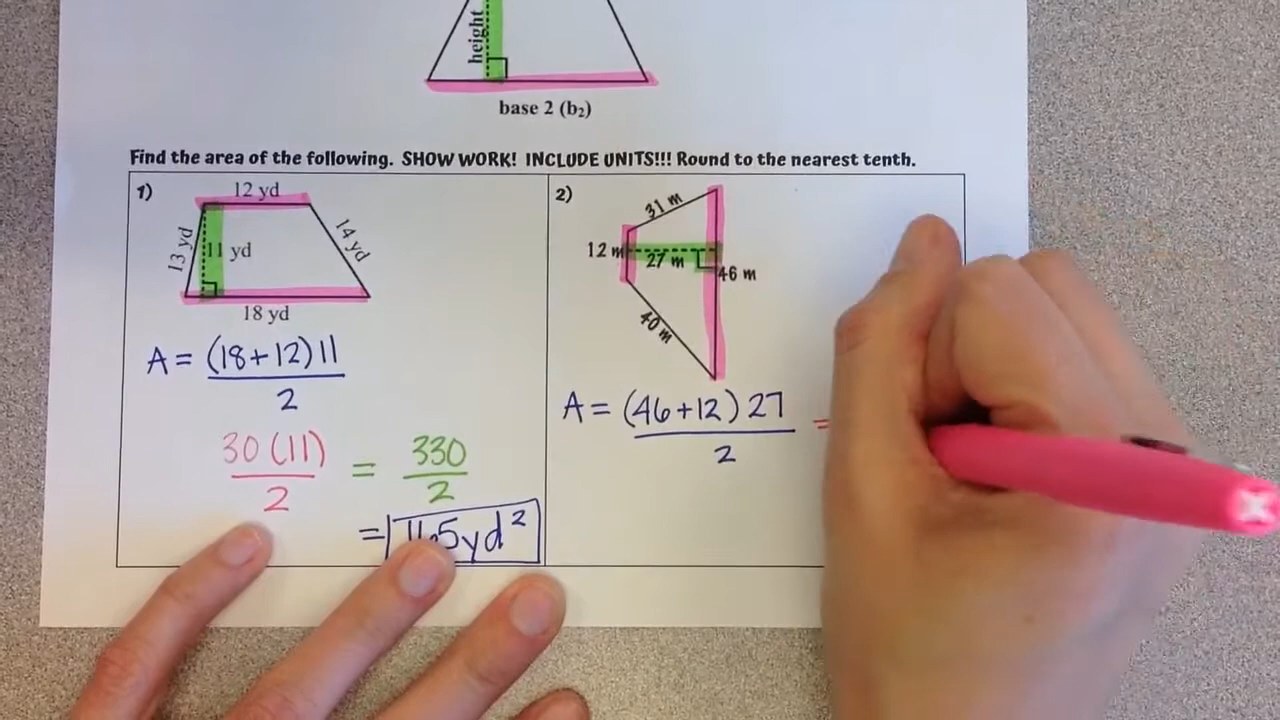 height
base 2 (b₂)
Find the area of the following. SHOW WORK! INCLUDE UNITS!!! Round to the nearest tenth.
1)
12 yd
13 yd
11 yd
14 yd
18 yd
A = (18+12)11
2
30(11)
2
=
330
2
= 165yd²
2)
31 m
12 m
27 m
46 m
40 m
A = (46+12)27
2
=